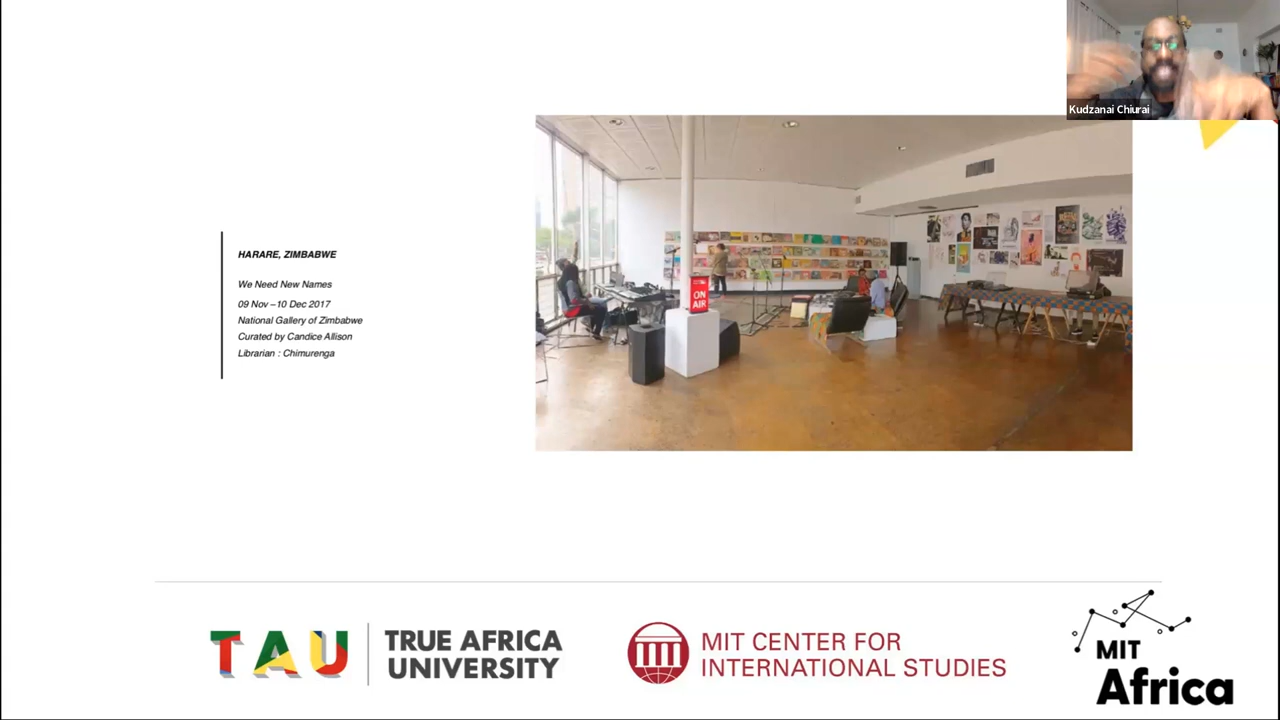 Kudzanai Chiurai
HARARE, ZIMBABWE
We Need New Names
09 Nov – 10 Dec 2017
National Gallery of Zimbabwe
Curated by Candice Allison
Librarian : Chimurenga
ON
AIR
TAU
TRUE AFRICA
UNIVERSITY
MIT CENTER FOR
INTERNATIONAL STUDIES
MIT
Africa